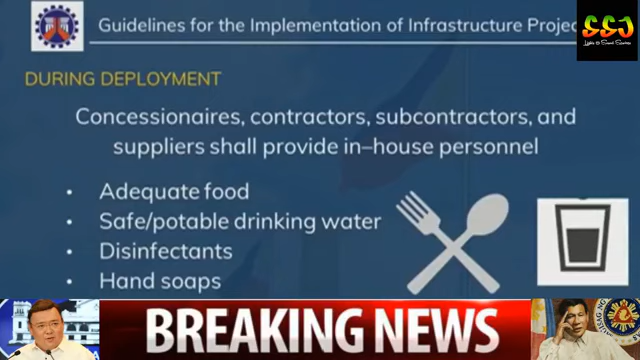 Guidelines for the Implementation of Infrastructure Projec
SSJ
DURING DEPLOYMENT
Concessionaires, contractors, subcontractors, and
suppliers shall provide in–house personnel
• Adequate food
• Safe/potable drinking water
• Disinfectants
• Hand soaps
BREAKING NEWS